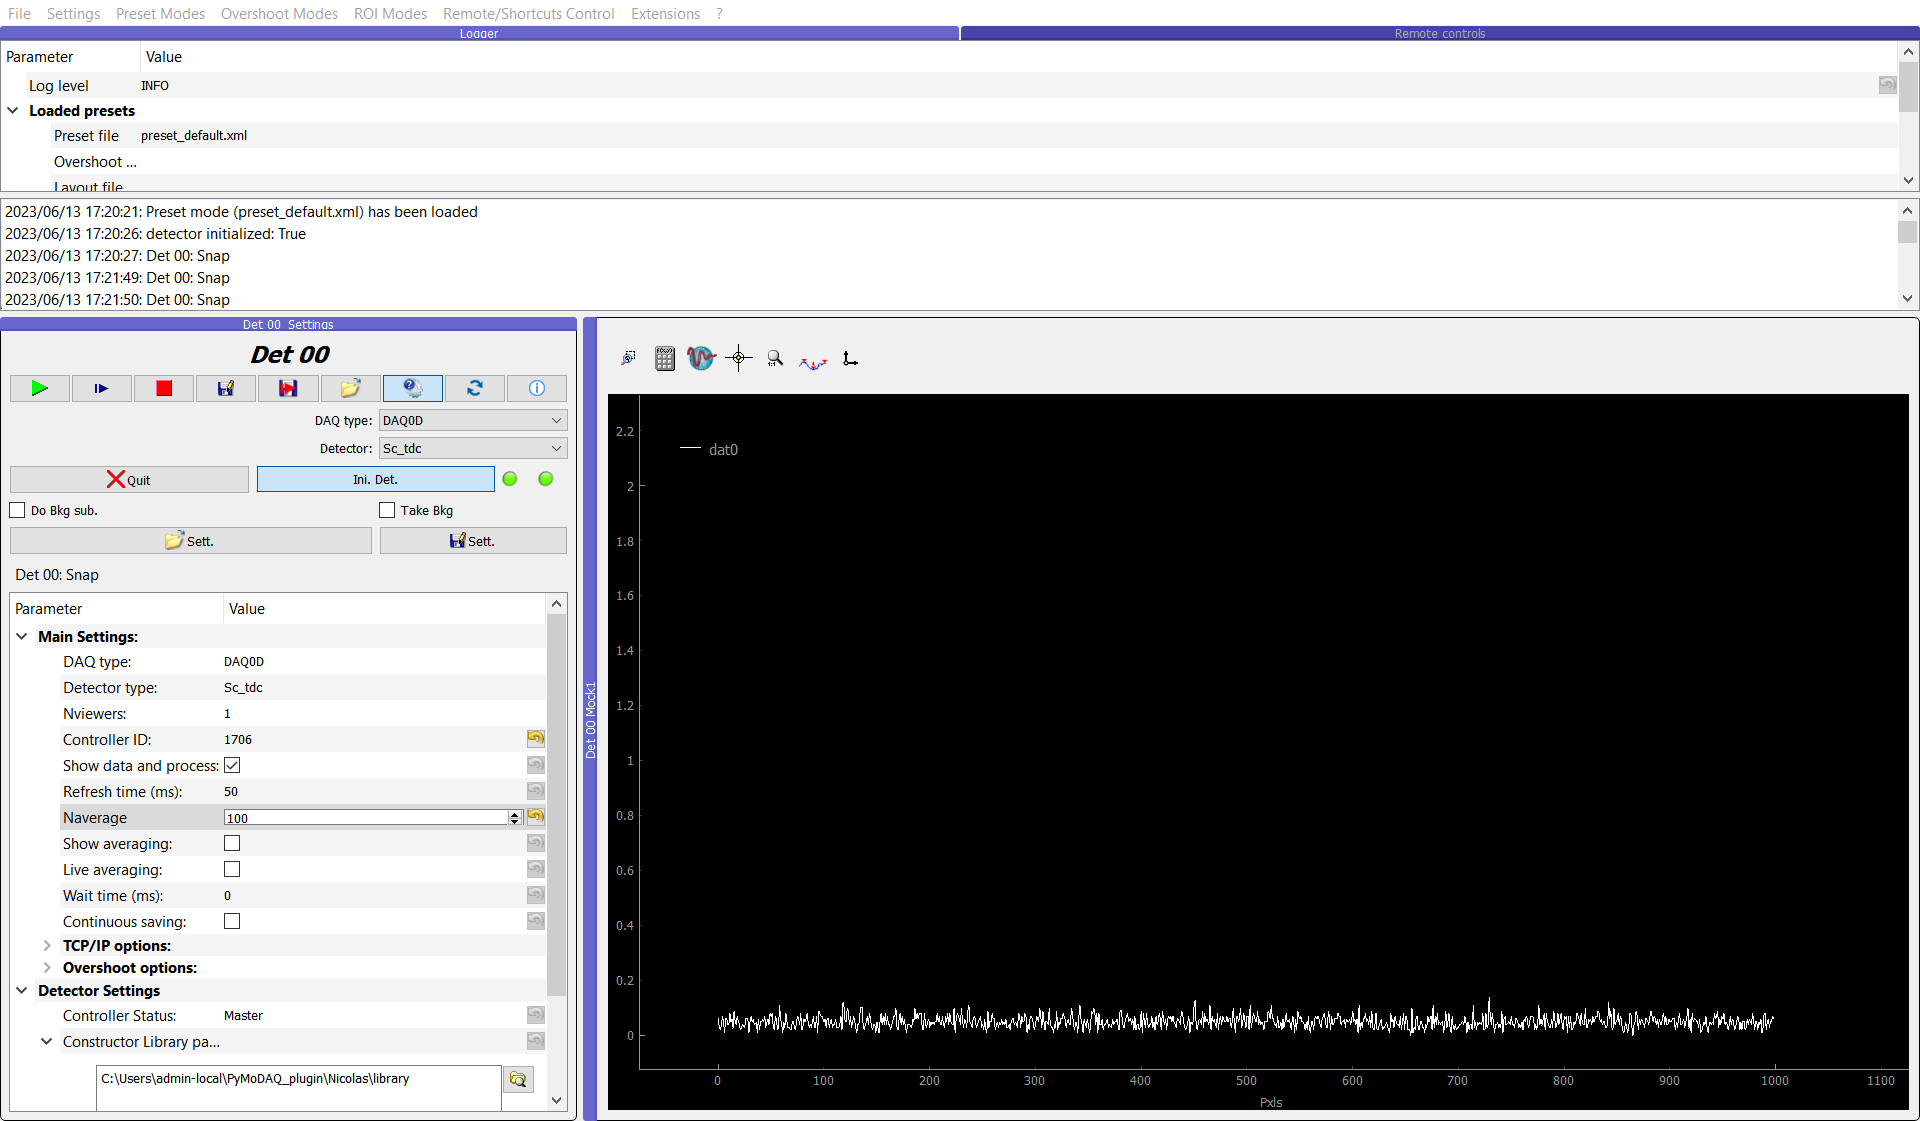 File Settings Preset Modes Overshoot Modes ROI Modes Remote/Shortcuts Control Extensions ?
Logger Remote controls
Parameter Value
Log level INFO
Loaded presets
Preset file preset_default.xml
Overshoot ...
Layout file
2023/06/13 17:20:21: Preset mode (preset_default.xml) has been loaded
2023/06/13 17:20:26: detector initialized: True
2023/06/13 17:20:27: Det 00: Snap
2023/06/13 17:21:49: Det 00: Snap
2023/06/13 17:21:50: Det 00: Snap
Det 00 Settings
Det 00
DAQ type: DAQ0D
Detector: Sc_tdc
Quit Ini. Det.
Do Bkg sub. Take Bkg
Sett. Sett.
Det 00: Snap
Parameter Value
Main Settings:
DAQ type: DAQ0D
Detector type: Sc_tdc
Nviewers: 1
Controller ID: 1706
Show data and process:
Refresh time (ms): 50
Naverage 100
Show averaging:
Live averaging:
Wait time (ms): 0
Continuous saving:
TCP/IP options:
Overshoot options:
Detector Settings
Controller Status: Master
Constructor Library pa...
C:\Users\admin-local\PyMoDAQ_plugin\Nicolas\library
Det 00 Mock1
dat0
2.2
2
1.8
1.6
1.4
1.2
1
0.8
0.6
0.4
0.2
0
0 100 200 300 400 500 600 700 800 900 1000 1100
Pxls